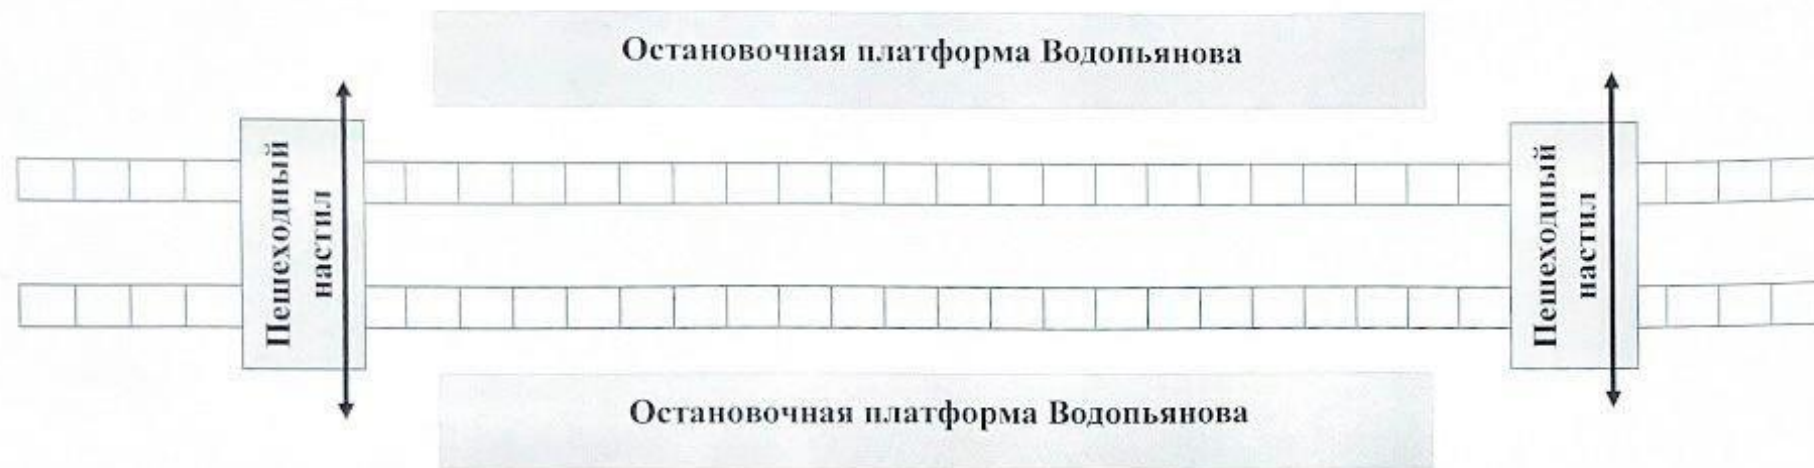 Остановочная платформа Водопьянова
Пешеходный
настил
Пешеходный
настил
Остановочная платформа Водопьянова